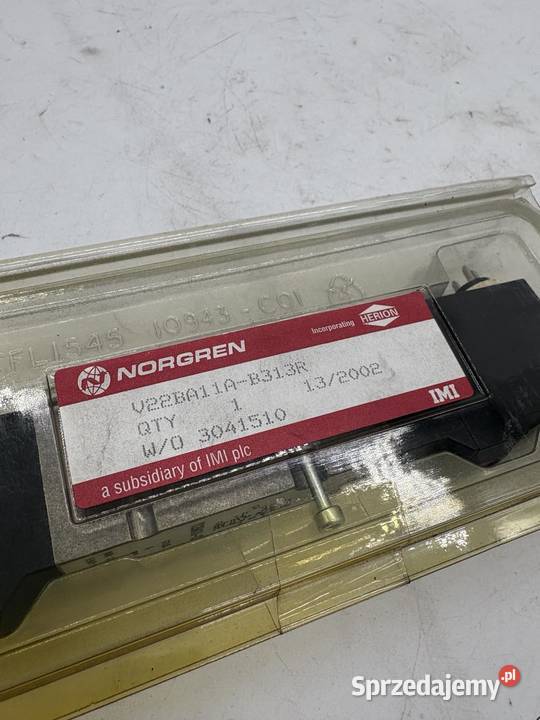 FL1545 10943-C01
NORGREN
Incorporating HERION
V22BA11A-B313R
QTY 1 13/2002
W/O 3041510
IMI
a subsidiary of IMI plc
Sprzedajemy.pl